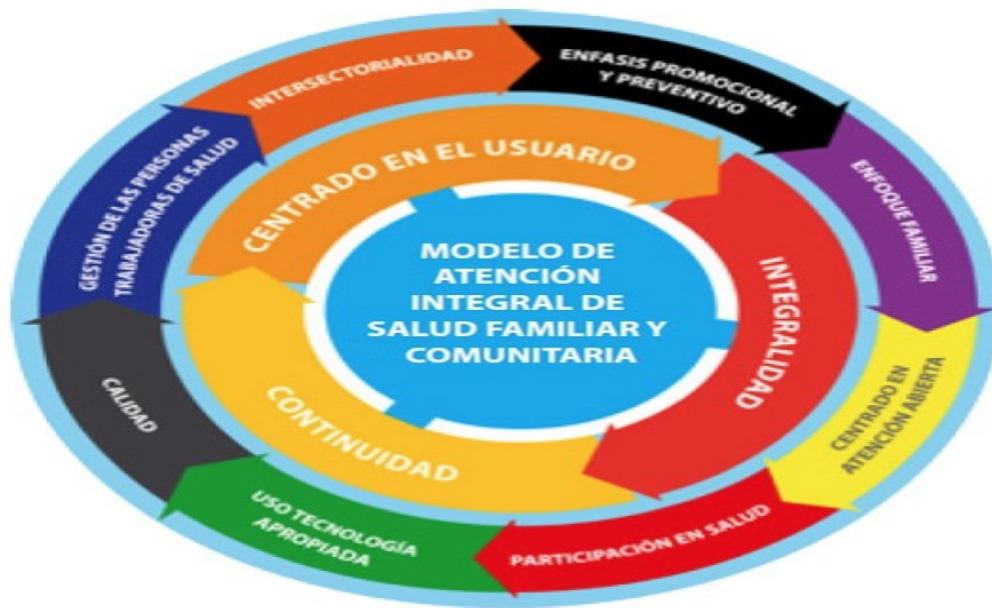 MODELO DE
ATENCIÓN
INTEGRAL DE
SALUD FAMILIAR Y
COMUNITARIA
CENTRADO EN EL USUARIO
INTEGRALIDAD
CONTINUIDAD
INTERSECTORIALIDAD
ENFASIS PROMOCIONAL
Y PREVENTIVO
ENFOQUE FAMILIAR
CENTRADO EN
ATENCIÓN ABIERTA
PARTICIPACIÓN EN SALUD
USO TECNOLOGÍA
APROPIADA
CALIDAD
GESTIÓN DE LAS PERSONAS
TRABAJADORAS DE SALUD